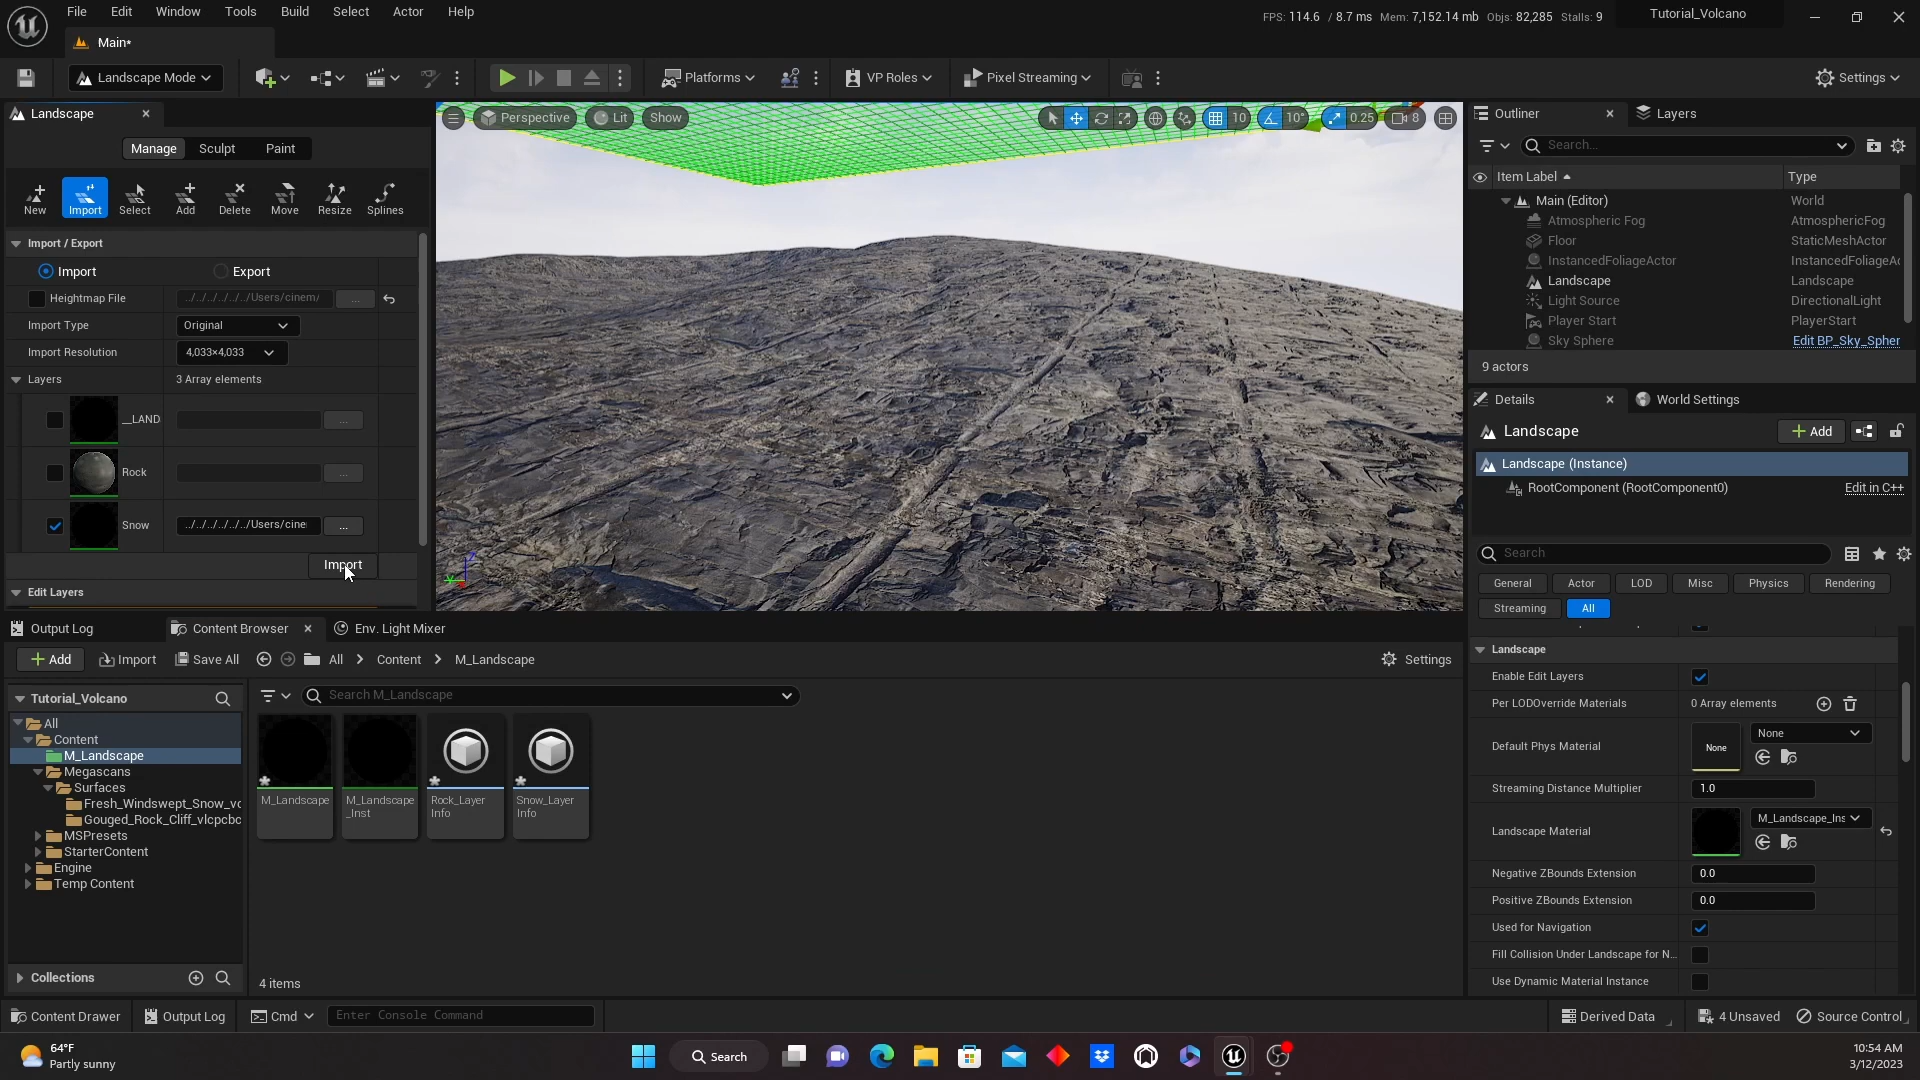 File Edit Window Tools Build Select Actor Help
FPS: 114.6 / 8.7 ms Mem: 7,152.14 mb Objs: 82,285 Stalls: 9
Tutorial_Volcano
Main*
Landscape Mode
Platforms
VP Roles
Pixel Streaming
Settings
Landscape
Manage Sculpt Paint
New Import Select Add Delete Move Resize Splines
Import / Export
Import Export
Heightmap File ../../../../../../Users/cinem/ ...
Import Type Original
Import Resolution 4,033×4,033
Layers 3 Array elements
__LAND ...
Rock ...
Snow ../../../../../../Users/cine ...
Import
Edit Layers
Perspective Lit Show
10 10° 0.25 8
Outliner Layers
Search...
Item Label Type
Main (Editor) World
Atmospheric Fog AtmosphericFog
Floor StaticMeshActor
InstancedFoliageActor InstancedFoliageAc
Landscape Landscape
Light Source DirectionalLight
Player Start PlayerStart
Sky Sphere Edit BP_Sky_Spher
9 actors
Details World Settings
Landscape
Add
Landscape (Instance)
RootComponent (RootComponent0) Edit in C++
Search
General Actor LOD Misc Physics Rendering
Streaming All
Landscape
Enable Edit Layers
Per LODOverride Materials 0 Array elements
Default Phys Material None None
Streaming Distance Multiplier 1.0
Landscape Material M_Landscape_Ins
Negative ZBounds Extension 0.0
Positive ZBounds Extension 0.0
Used for Navigation
Fill Collision Under Landscape for N...
Use Dynamic Material Instance
Output Log Content Browser Env. Light Mixer
Add Import Save All All Content M_Landscape Settings
Tutorial_Volcano
Search M_Landscape
All
Content
M_Landscape
Megascans
Surfaces
Fresh_Windswept_Snow_vc
Gouged_Rock_Cliff_vlcpcbc
MSPresets
StarterContent
Engine
Temp Content
Collections
M_Landscape
M_Landscape
_Inst
Rock_Layer
Info
Snow_Layer
Info
4 items
Content Drawer Output Log Cmd Enter Console Command Derived Data 4 Unsaved Source Control
64°F
Partly sunny
Search
10:54 AM
3/12/2023